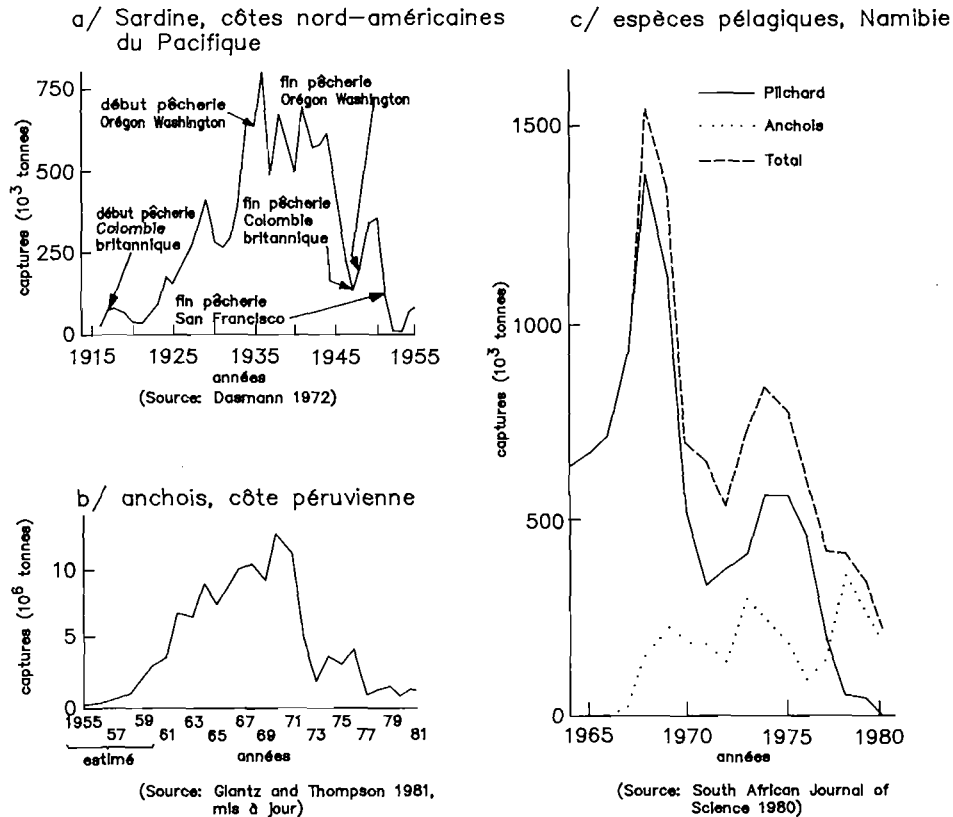 a/ Sardine, côtes nord-américaines
du Pacifique
captures (10³ tonnes)
750
500
250
0
début pêcherie
Orégon Washington
fin pêcherie
Orégon Washington
début pêcherie
Colombie
britannique
fin pêcherie
Colombie
britannique
fin pêcherie
San Francisco
1915 1925 1935 1945 1955
années
(Source: Dasmann 1972)
b/ anchois, côte péruvienne
captures (10⁶ tonnes)
10
5
0
1955 59 63 67 71 75 79
57 61 65 69 73 77 81
estimé
années
(Source: Glantz and Thompson 1981,
mis à jour)
c/ espèces pélagiques, Namibie
captures (10³ tonnes)
1500
1000
500
0
Pilchard
Anchois
Total
1965 1970 1975 1980
années
(Source: South African Journal of
Science 1980)